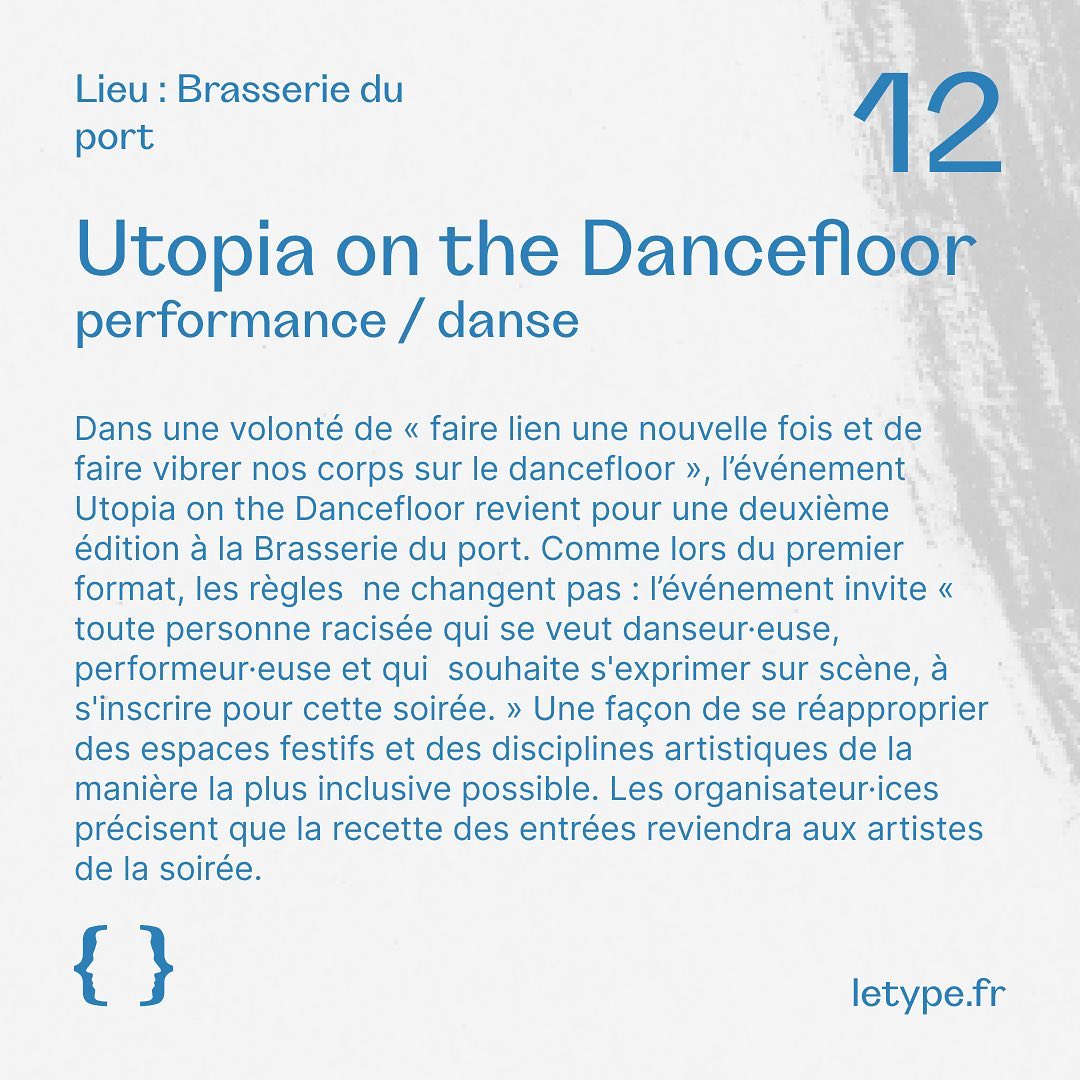 Lieu : Brasserie du
port
12
Utopia on the Dancefloor
performance / danse
Dans une volonté de « faire lien une nouvelle fois et de
faire vibrer nos corps sur le dancefloor », l’événement
Utopia on the Dancefloor revient pour une deuxième
édition à la Brasserie du port. Comme lors du premier
format, les règles  ne changent pas : l’événement invite «
toute personne racisée qui se veut danseur·euse,
performeur·euse et qui  souhaite s'exprimer sur scène, à
s'inscrire pour cette soirée. » Une façon de se réapproprier
des espaces festifs et des disciplines artistiques de la
manière la plus inclusive possible. Les organisateur·ices
précisent que la recette des entrées reviendra aux artistes
de la soirée.
{ }
letype.fr